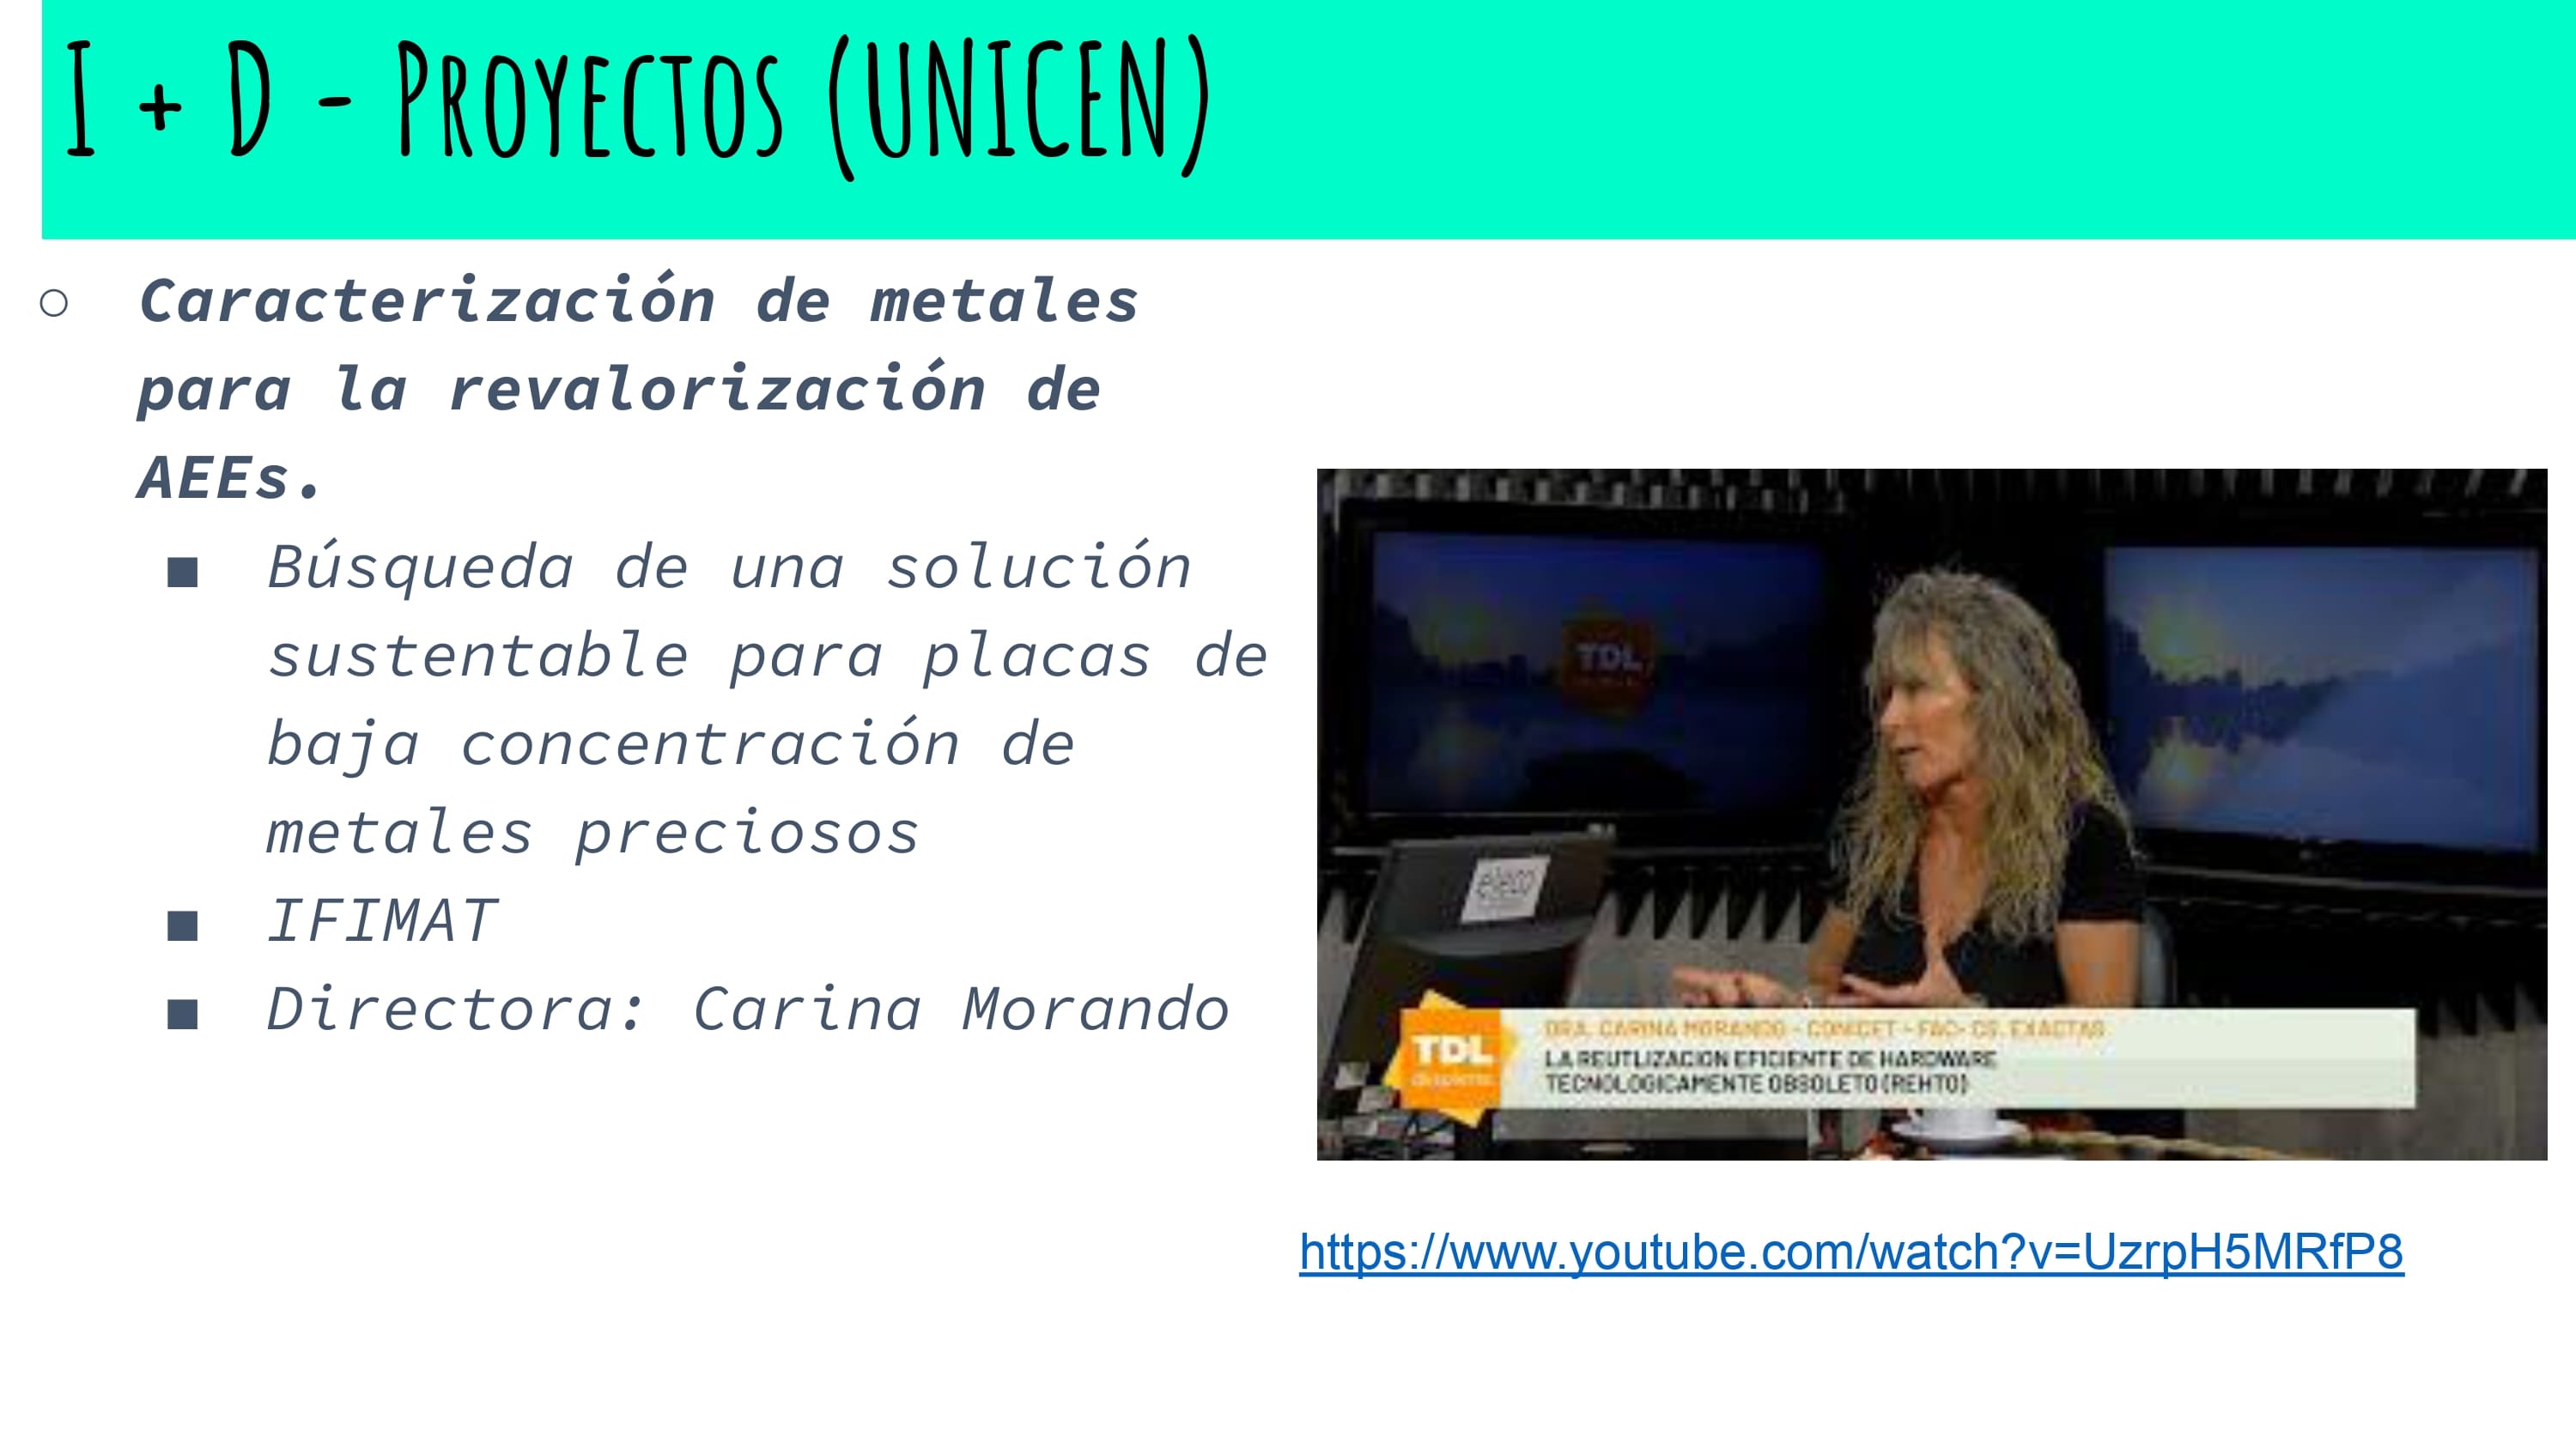 I + D - PROYECTOS (UNICEN)
○ Caracterización de metales
para la revalorización de
AEEs.
■ Búsqueda de una solución
sustentable para placas de
baja concentración de
metales preciosos
■ IFIMAT
■ Directora: Carina Morando
TDL
eleco
TDL
DRA. CARINA MORANDO - CONICET - FAC- CS. EXACTAS
LA REUTLIZACION EFICIENTE DE HARDWARE
TECNOLOGICAMENTE OBSOLETO (REHTO)
https://www.youtube.com/watch?v=UzrpH5MRfP8